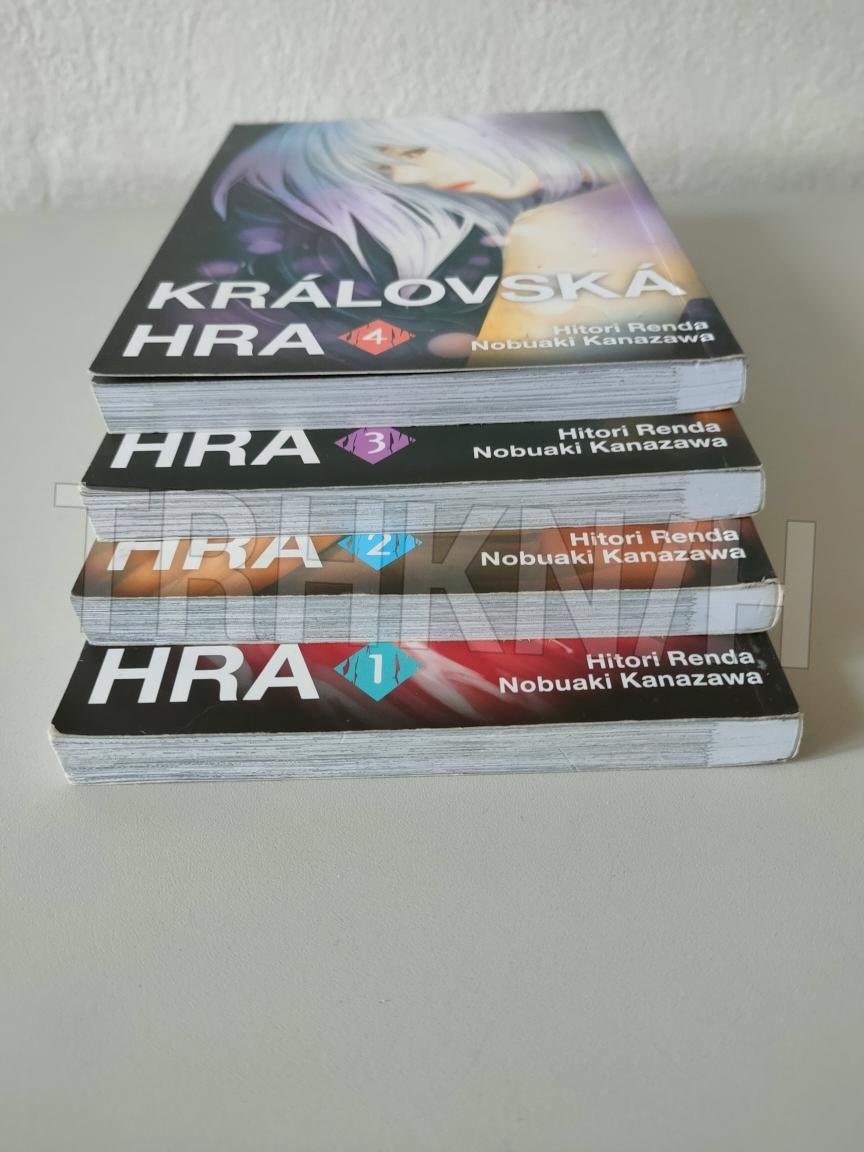 KRÁLOVSKÁ
HRA 4
Hitori Renda
Nobuaki Kanazawa
HRA 3
Hitori Renda
Nobuaki Kanazawa
HRA 2
Hitori Renda
Nobuaki Kanazawa
HRA 1
Hitori Renda
Nobuaki Kanazawa